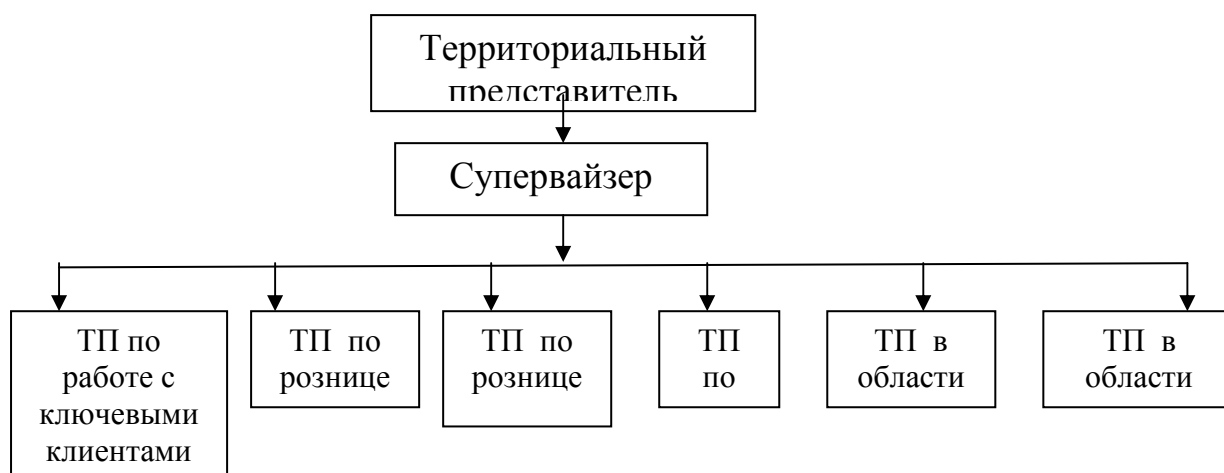 Территориальный
представитель
Супервайзер
ТП по
работе с
ключевыми
клиентами
ТП по
рознице
ТП по
рознице
ТП
по
ТП в
области
ТП в
области